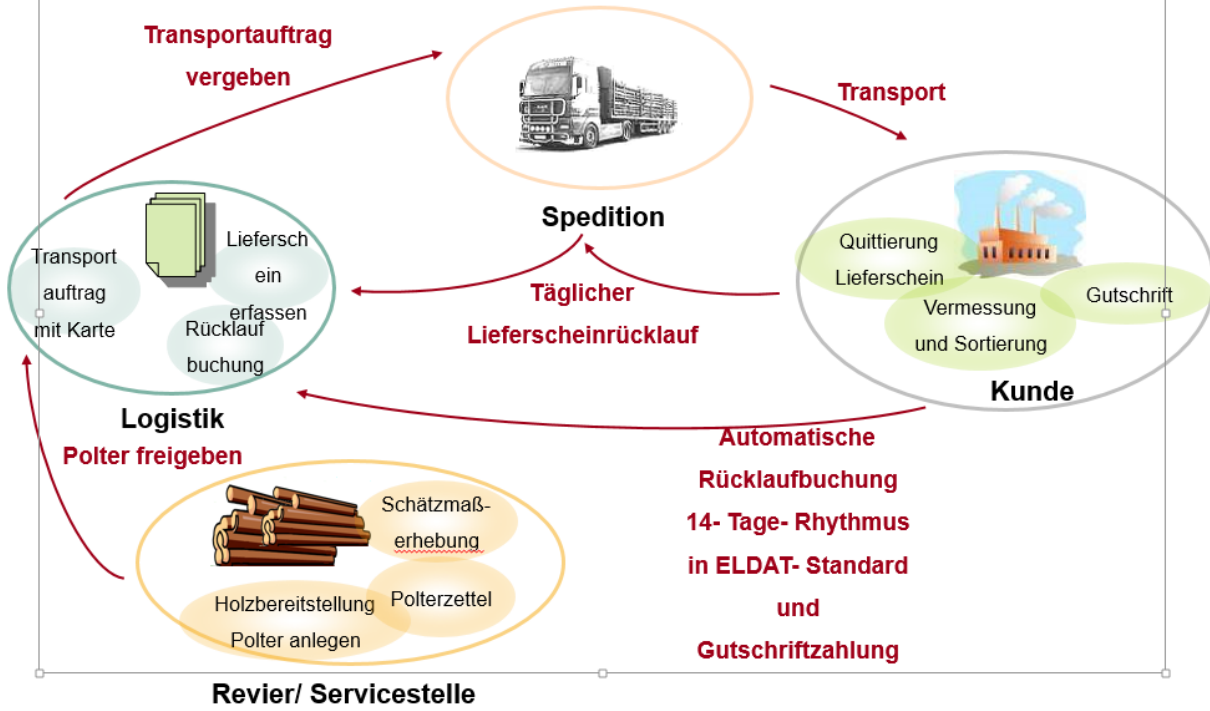 Transportauftrag
vergeben
Transport
Spedition
Transport
auftrag
mit Karte
Liefersch
ein
erfassen
Rücklauf
buchung
Logistik
Täglicher
Lieferscheinrücklauf
Quittierung
Lieferschein
Vermessung
und Sortierung
Gutschrift
Kunde
Polter freigeben
Automatische
Rücklaufbuchung
14- Tage- Rhythmus
in ELDAT- Standard
und
Gutschriftzahlung
Schätzmaß-
erhebung
Polterzettel
Holzbereitstellung
Polter anlegen
Revier/ Servicestelle